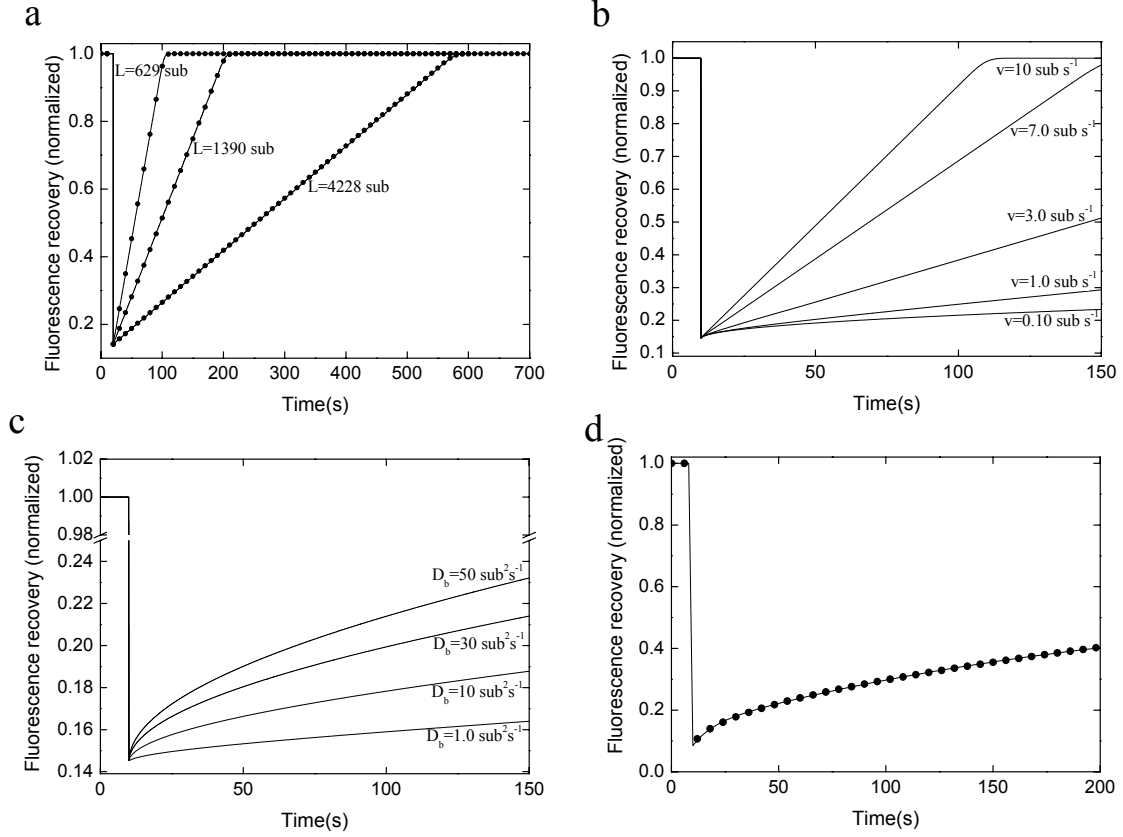 a
Fluorescence recovery (normalized)
1.0
0.8
0.6
0.4
0.2
L=629 sub
L=1390 sub
L=4228 sub
0 100 200 300 400 500 600 700
Time(s)
b
Fluorescence recovery (normalized)
1.0
0.9
0.8
0.7
0.6
0.5
0.4
0.3
0.2
0.1
v=10 sub s⁻¹
v=7.0 sub s⁻¹
v=3.0 sub s⁻¹
v=1.0 sub s⁻¹
v=0.10 sub s⁻¹
0 50 100 150
Time(s)
c
Fluorescence recovery (normalized)
1.02
1.00
0.98
0.24
0.22
0.20
0.18
0.16
0.14
D_b=50 sub²s⁻¹
D_b=30 sub²s⁻¹
D_b=10 sub²s⁻¹
D_b=1.0 sub²s⁻¹
0 50 100 150
Time(s)
d
Fluorescence recovery (normalized)
1.0
0.8
0.6
0.4
0.2
0.0
0 50 100 150 200
Time(s)